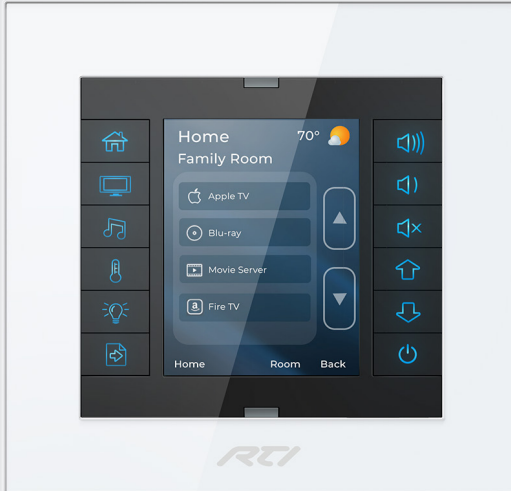 Home 70°
Family Room
Apple TV
Blu-ray
Movie Server
a Fire TV
Home Room Back
RTI